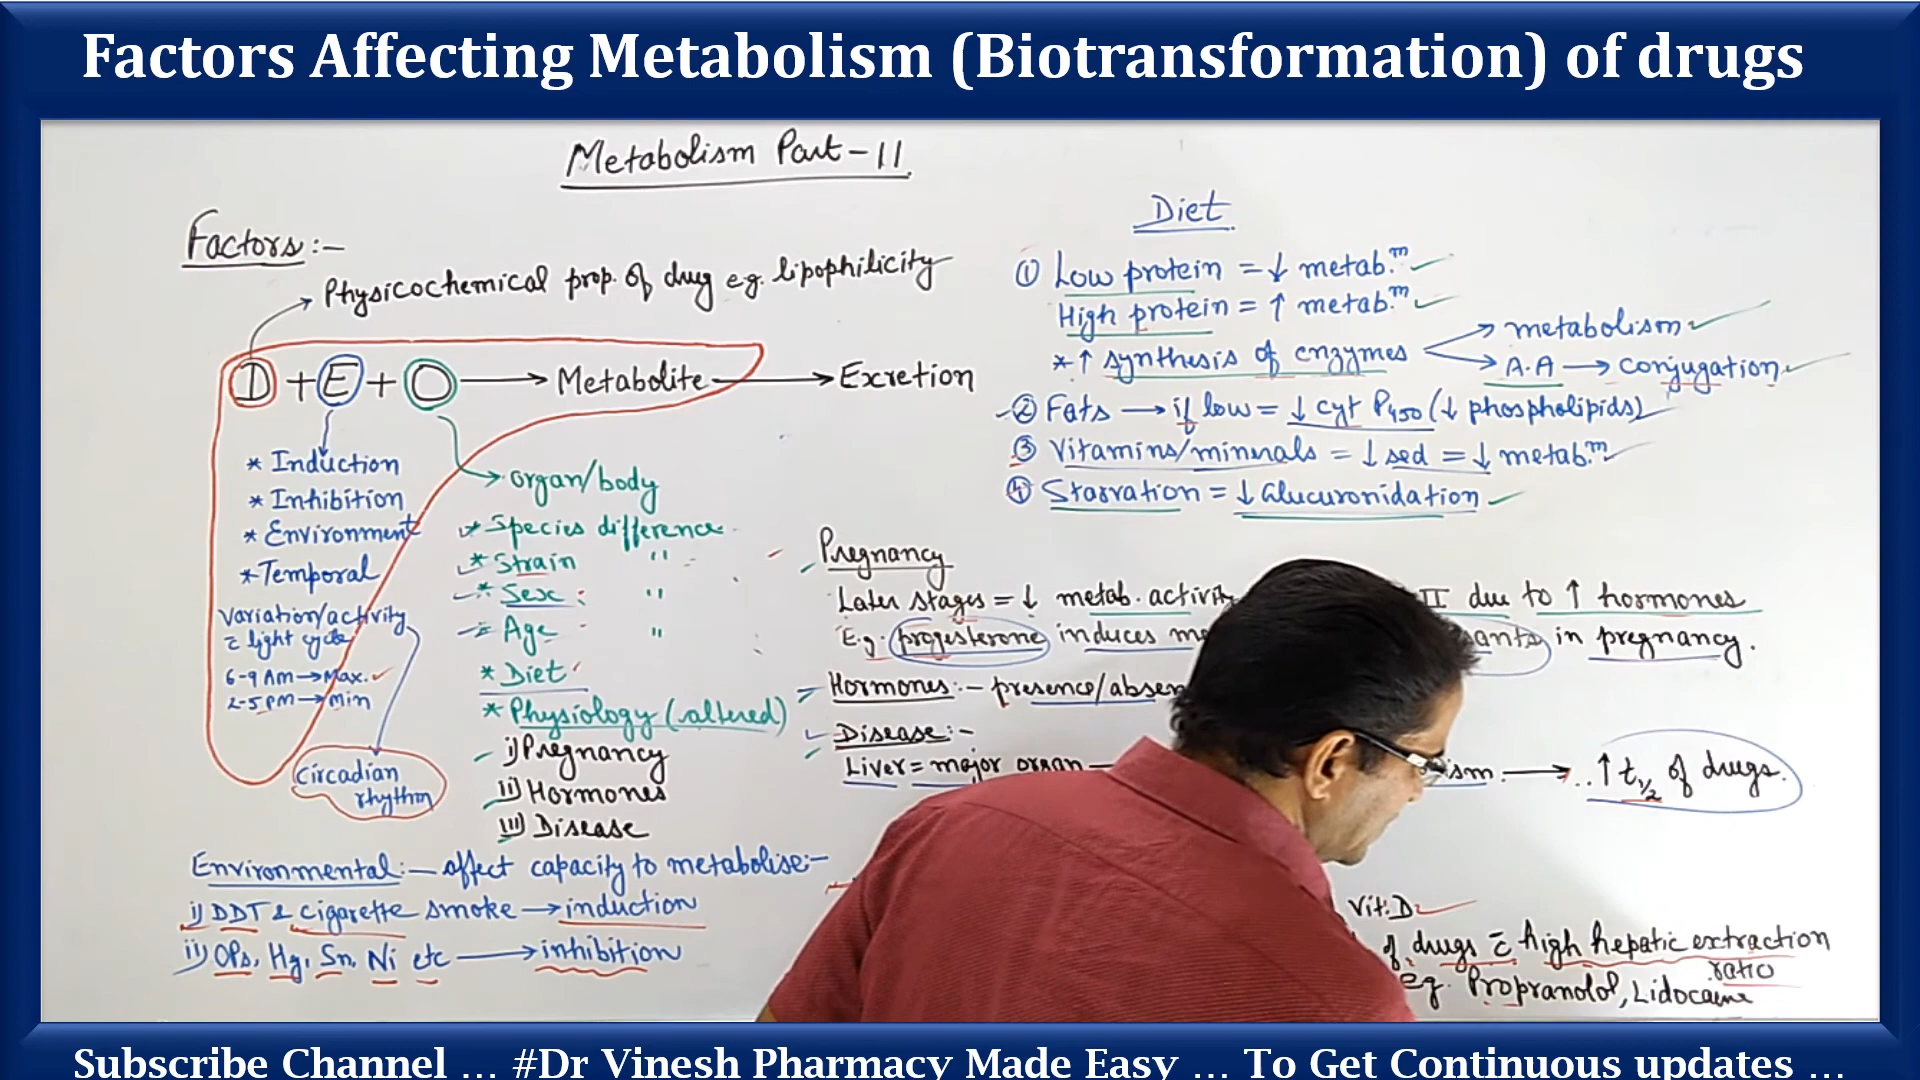 Factors Affecting Metabolism (Biotransformation) of drugs
Metabolism Part-II
Factors:-
Physicochemical prop. of drug e.g. lipophilicity
D + E + O → Metabolite → Excretion
* Induction
* Inhibition
* Environment
* Temporal
Variation/activity
c̄ light cycle
6-9 Am → Max.
2-5 pm → min
Circadian
rhythm
organ/body
* Species difference
* Strain "
* Sex : "
* Age "
* Diet
* Physiology (altered)
i) Pregnancy
ii) Hormones
iii) Disease
Environmental:— affect capacity to metabolise:-
i) DDT & cigarette smoke → induction
ii) OPs, Hg, Sn, Ni etc → inhibition
Diet
① Low protein = ↓ metab.m
High protein = ↑ metab.m
* ↑ synthesis of enzymes → metabolism
→ A.A → conjugation
② Fats → if low = ↓ cyt P450 (↓ phospholipids)
③ Vitamins/minerals = ↓ sed = ↓ metab.m
④ Starvation = ↓ Glucuronidation
Pregnancy
Later stages = ↓ metab. activity II due to ↑ hormones
E.g. progesterone induces in pregnancy.
Hormones:- presence/absen
Disease:-
Liver = major organ → ↑ t1/2 of drugs.
Vit.D
of drugs c̄ high hepatic extraction
ratio
eg. Propranolol, Lidocaine
Subscribe Channel ... #Dr Vinesh Pharmacy Made Easy ... To Get Continuous updates ...